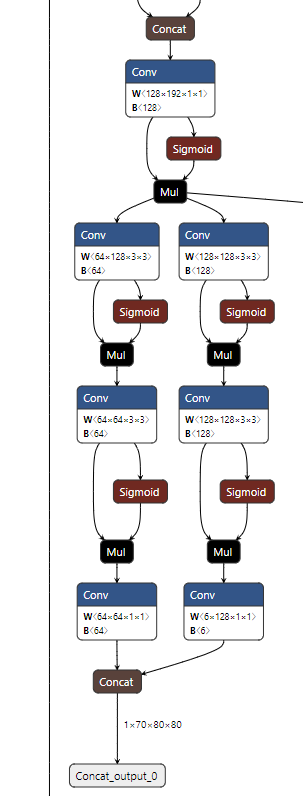 Concat
Conv
W⟨128×192×1×1⟩
B⟨128⟩
Sigmoid
Mul
Conv
W⟨64×128×3×3⟩
B⟨64⟩
Conv
W⟨128×128×3×3⟩
B⟨128⟩
Sigmoid
Sigmoid
Mul
Mul
Conv
W⟨64×64×3×3⟩
B⟨64⟩
Conv
W⟨128×128×3×3⟩
B⟨128⟩
Sigmoid
Sigmoid
Mul
Mul
Conv
W⟨64×64×1×1⟩
B⟨64⟩
Conv
W⟨6×128×1×1⟩
B⟨6⟩
Concat
1×70×80×80
Concat_output_0